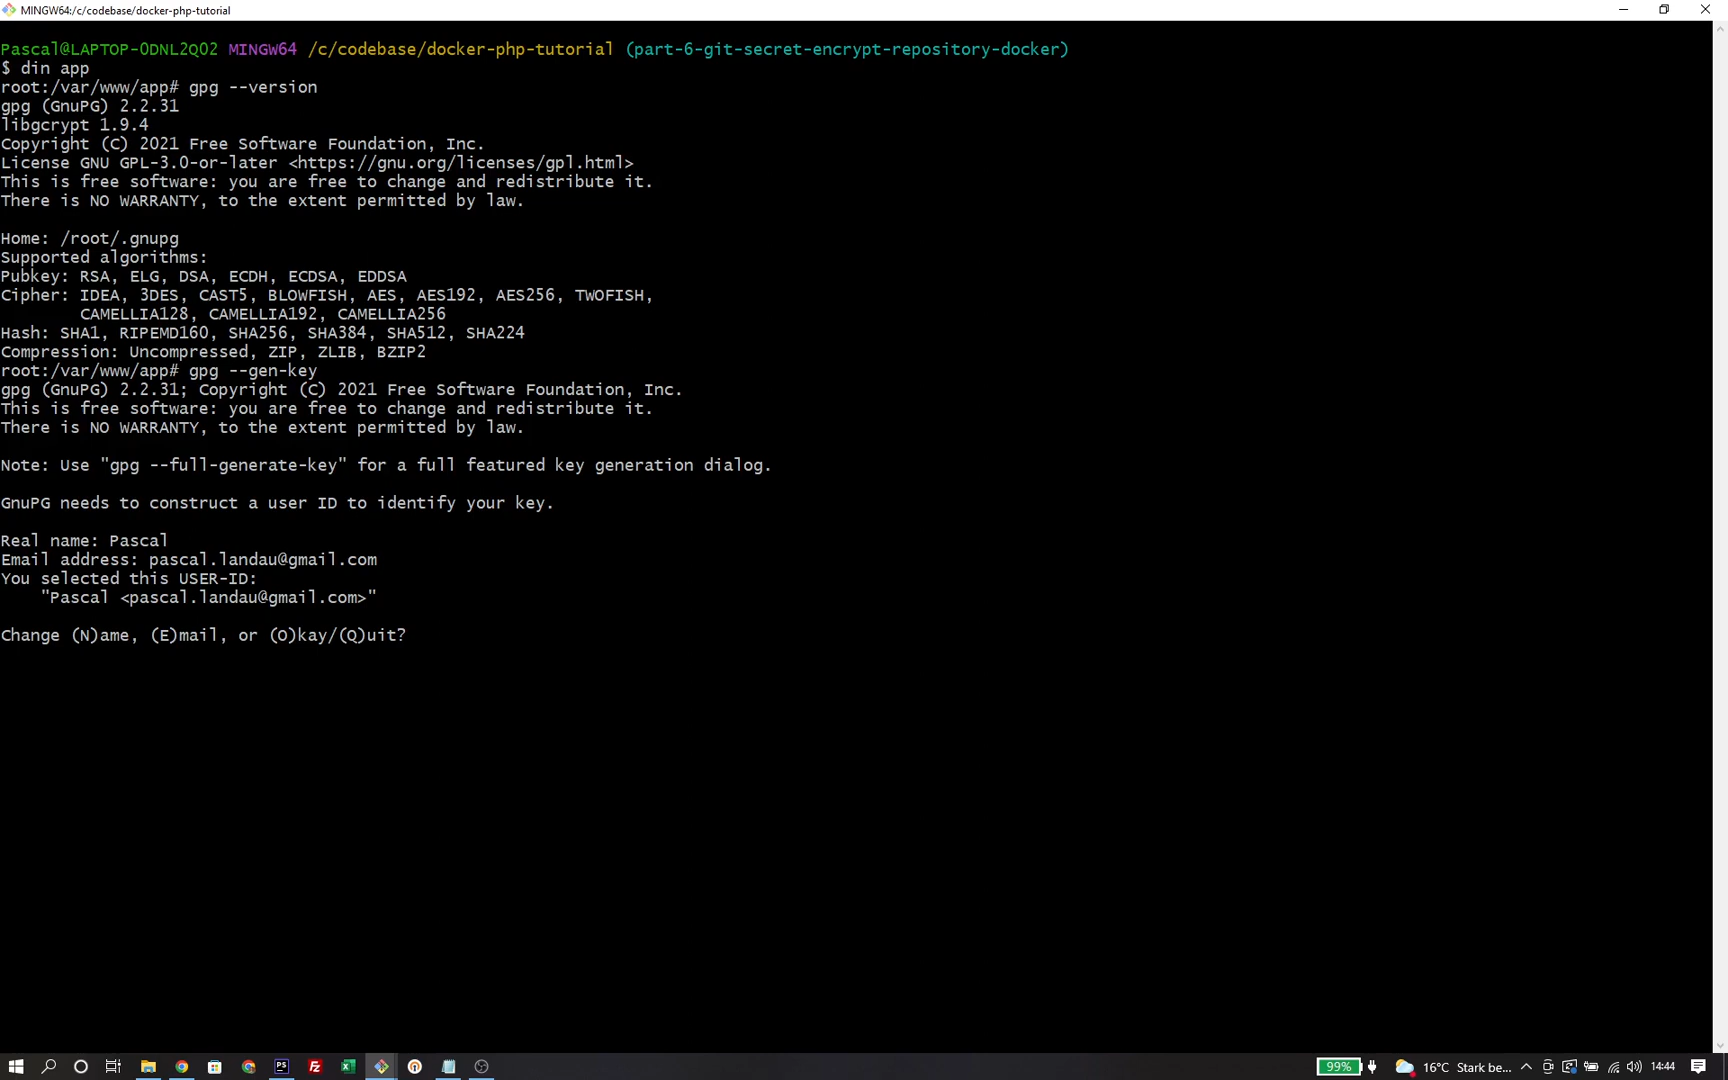 MINGW64:/c/codebase/docker-php-tutorial
Pascal@LAPTOP-0DNL2Q02 MINGW64 /c/codebase/docker-php-tutorial (part-6-git-secret-encrypt-repository-docker)
$ din app
root:/var/www/app# gpg --version
gpg (GnuPG) 2.2.31
libgcrypt 1.9.4
Copyright (C) 2021 Free Software Foundation, Inc.
License GNU GPL-3.0-or-later <https://gnu.org/licenses/gpl.html>
This is free software: you are free to change and redistribute it.
There is NO WARRANTY, to the extent permitted by law.
Home: /root/.gnupg
Supported algorithms:
Pubkey: RSA, ELG, DSA, ECDH, ECDSA, EDDSA
Cipher: IDEA, 3DES, CAST5, BLOWFISH, AES, AES192, AES256, TWOFISH,
CAMELLIA128, CAMELLIA192, CAMELLIA256
Hash: SHA1, RIPEMD160, SHA256, SHA384, SHA512, SHA224
Compression: Uncompressed, ZIP, ZLIB, BZIP2
root:/var/www/app# gpg --gen-key
gpg (GnuPG) 2.2.31; Copyright (C) 2021 Free Software Foundation, Inc.
This is free software: you are free to change and redistribute it.
There is NO WARRANTY, to the extent permitted by law.
Note: Use "gpg --full-generate-key" for a full featured key generation dialog.
GnuPG needs to construct a user ID to identify your key.
Real name: Pascal
Email address: pascal.landau@gmail.com
You selected this USER-ID:
"Pascal <pascal.landau@gmail.com>"
Change (N)ame, (E)mail, or (O)kay/(Q)uit?
99% 16°C Stark be... 14:44